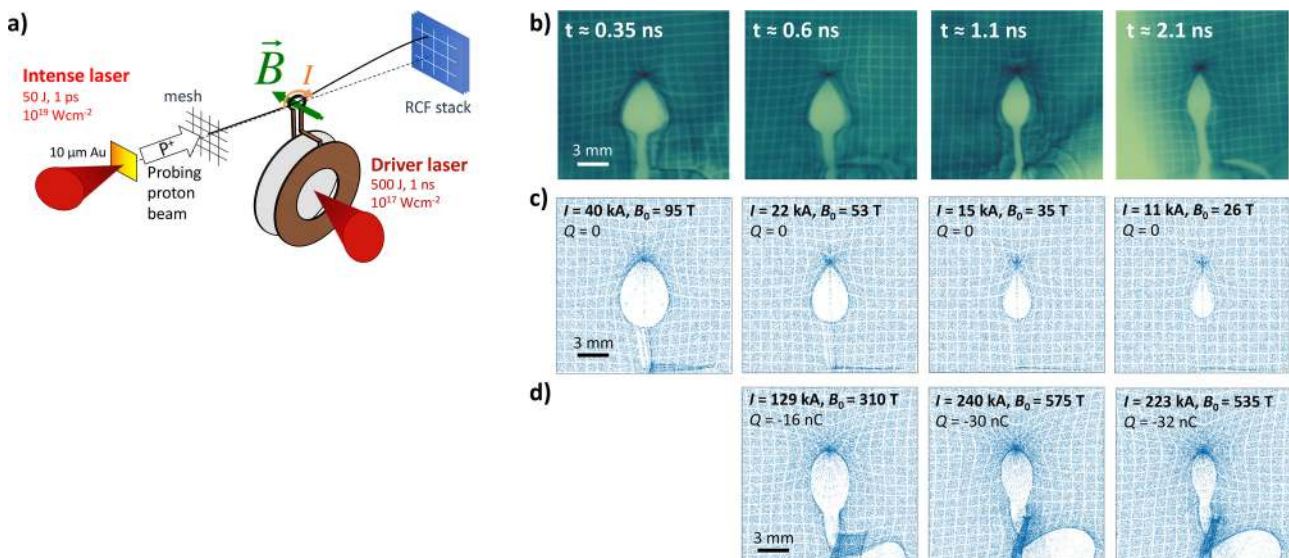 a)
Intense laser
50 J, 1 ps
10¹⁹ Wcm⁻²
mesh
B
I
RCF stack
10 µm Au
P⁺
Probing
proton
beam
Driver laser
500 J, 1 ns
10¹⁷ Wcm⁻²
b)
t ≈ 0.35 ns
t ≈ 0.6 ns
t ≈ 1.1 ns
t ≈ 2.1 ns
3 mm
c)
I = 40 kA, B₀ = 95 T
Q = 0
I = 22 kA, B₀ = 53 T
Q = 0
I = 15 kA, B₀ = 35 T
Q = 0
I = 11 kA, B₀ = 26 T
Q = 0
3 mm
d)
I = 129 kA, B₀ = 310 T
Q = -16 nC
I = 240 kA, B₀ = 575 T
Q = -30 nC
I = 223 kA, B₀ = 535 T
Q = -32 nC
3 mm